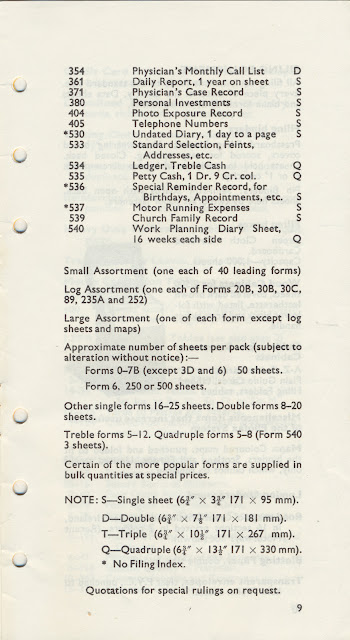 354 Physician's Monthly Call List D
361 Daily Report, 1 year on sheet S
371 Physician's Case Record S
380 Personal Investments S
404 Photo Exposure Record S
405 Telephone Numbers S
*530 Undated Diary, 1 day to a page S
533 Standard Selection, Feints,
Addresses, etc.
534 Ledger, Treble Cash Q
535 Petty Cash, 1 Dr. 9 Cr. col. Q
*536 Special Reminder Record, for
Birthdays, Appointments, etc. S
*537 Motor Running Expenses S
539 Church Family Record S
540 Work Planning Diary Sheet,
16 weeks each side Q
Small Assortment (one each of 40 leading forms)
Log Assortment (one each of Forms 20B, 30B, 30C,
89, 235A and 252)
Large Assortment (one of each form except log
sheets and maps)
Approximate number of sheets per pack (subject to
alteration without notice):—
Forms 0–7B (except 3D and 6) 50 sheets.
Form 6. 250 or 500 sheets.
Other single forms 16–25 sheets. Double forms 8–20
sheets.
Treble forms 5–12. Quadruple forms 5–8 (Form 540
3 sheets).
Certain of the more popular forms are supplied in
bulk quantities at special prices.
NOTE: S—Single sheet (6¾" × 3¾" 171 × 95 mm).
D—Double (6¾" × 7⅛" 171 × 181 mm).
T—Triple (6¾" × 10½" 171 × 267 mm).
Q—Quadruple (6¾" × 13½" 171 × 330 mm).
* No Filing Index.
Quotations for special rulings on request.
9